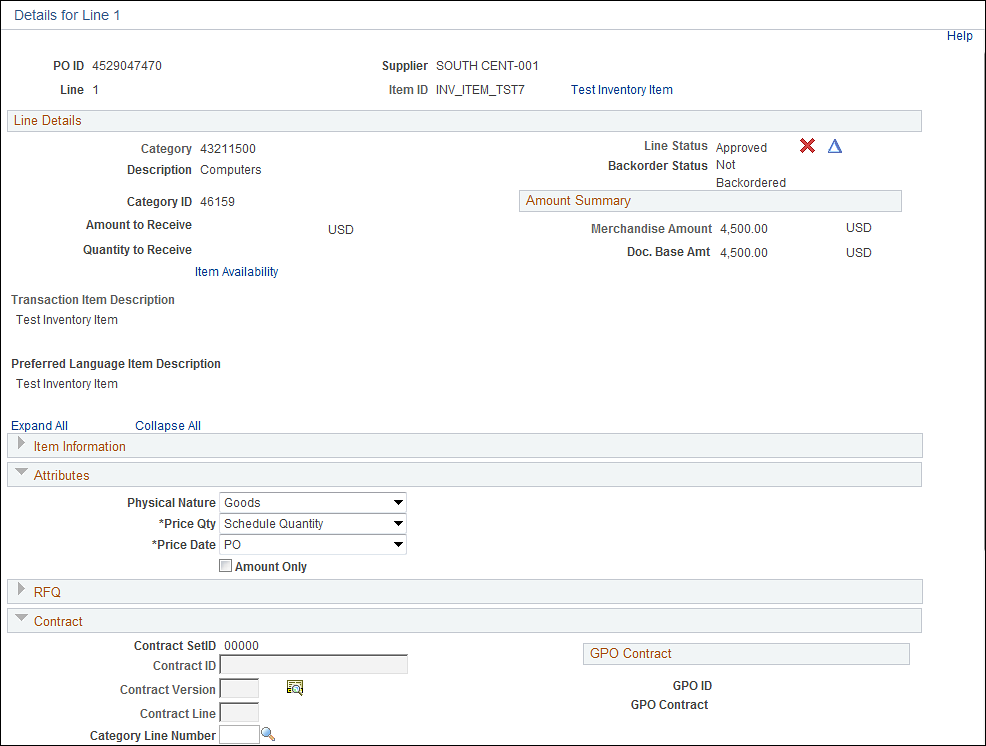 Details for Line 1
Help
PO ID 4529047470 Supplier SOUTH CENT-001
Line 1 Item ID INV_ITEM_TST7 Test Inventory Item
Line Details
Category 43211500 Line Status Approved
Description Computers Backorder Status Not Backordered
Category ID 46159 Amount Summary
Amount to Receive USD Merchandise Amount 4,500.00 USD
Quantity to Receive Doc. Base Amt 4,500.00 USD
Item Availability
Transaction Item Description
Test Inventory Item
Preferred Language Item Description
Test Inventory Item
Expand All Collapse All
Item Information
Attributes
Physical Nature Goods
*Price Qty Schedule Quantity
*Price Date PO
Amount Only
RFQ
Contract
Contract SetID 00000 GPO Contract
Contract ID
Contract Version GPO ID
Contract Line GPO Contract
Category Line Number